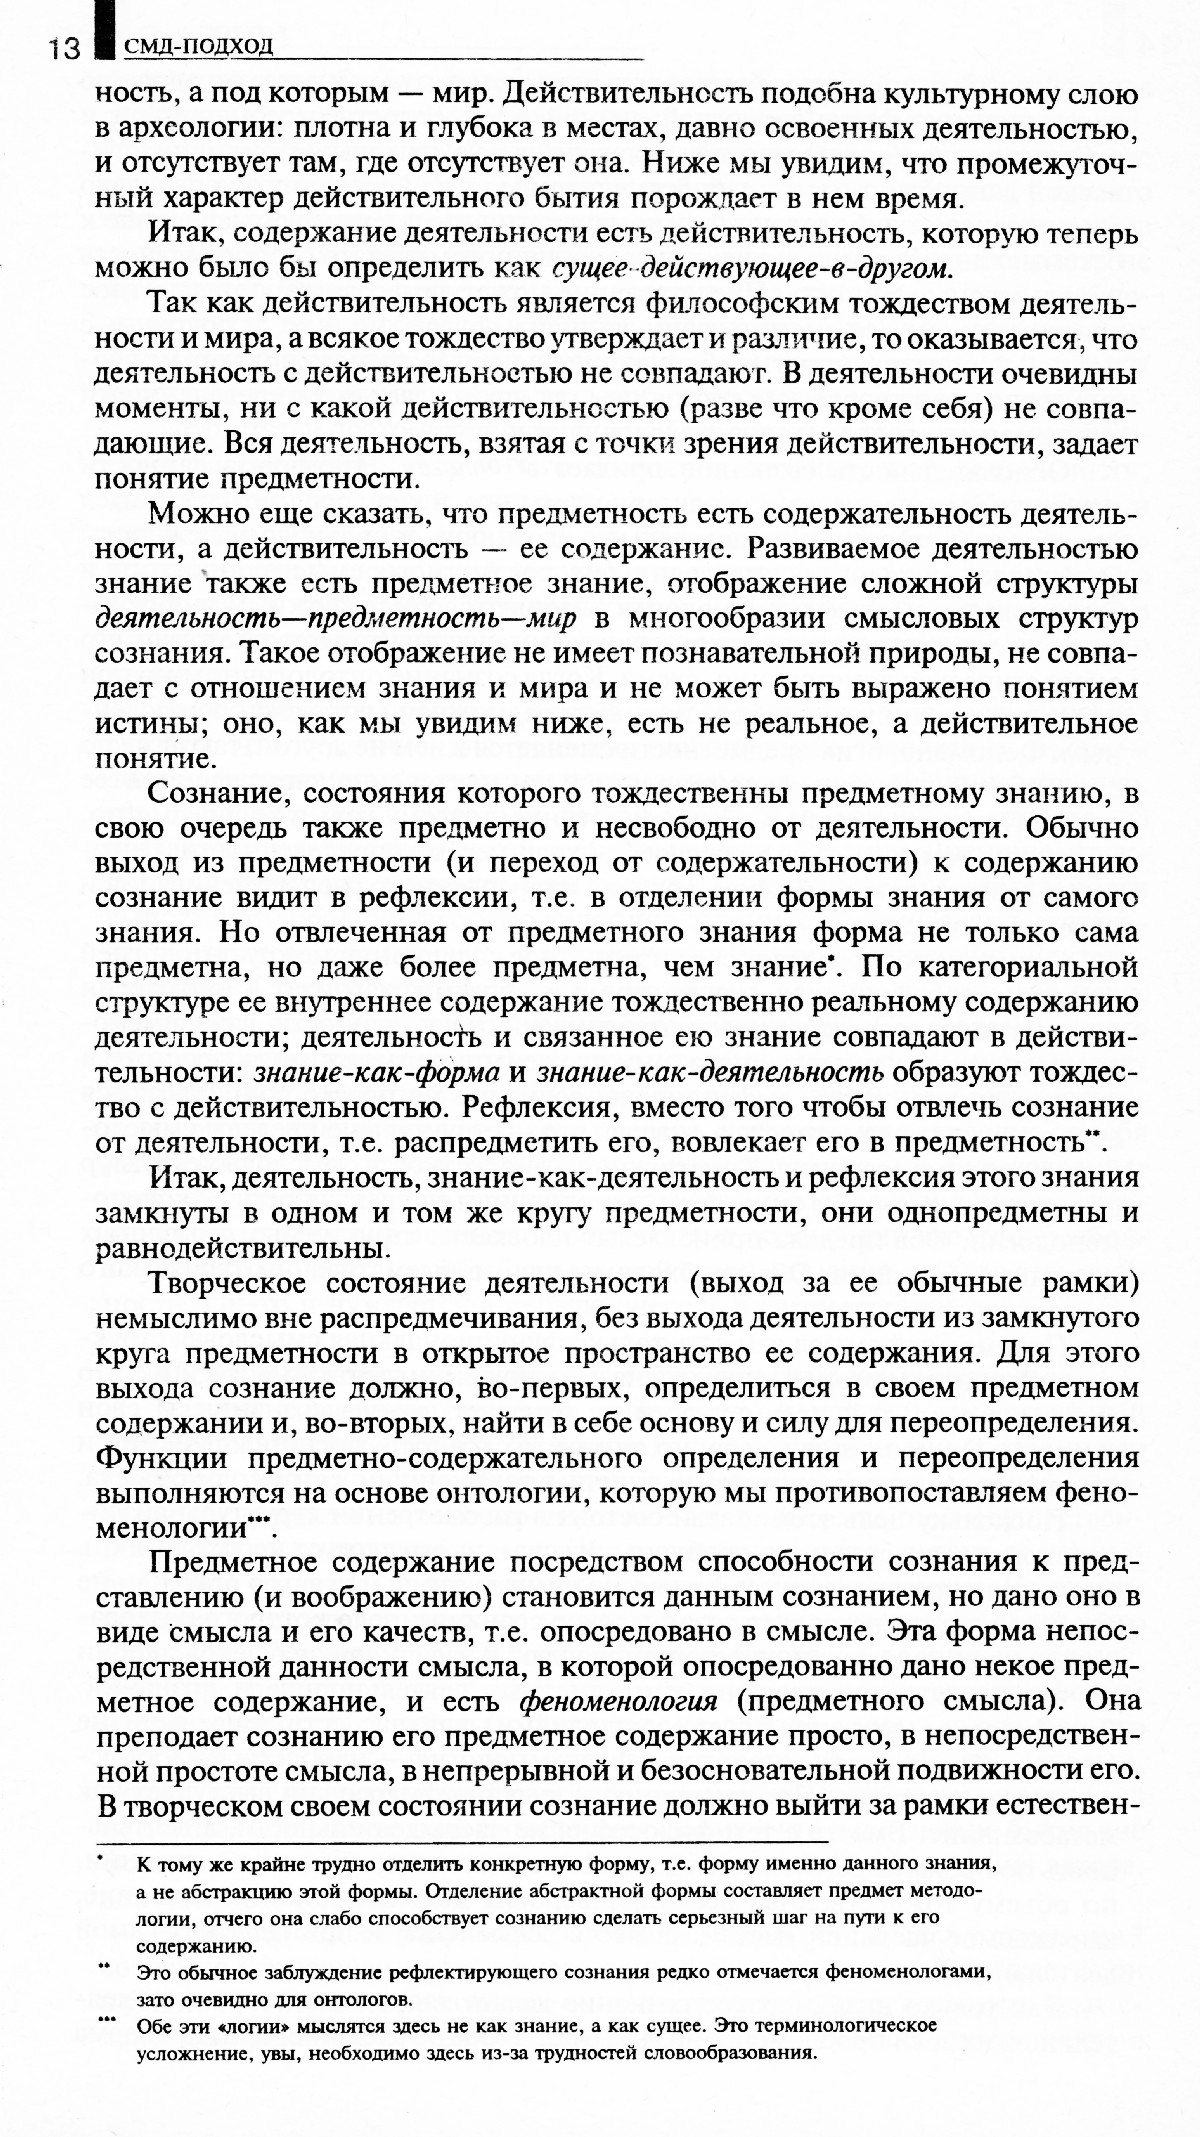 13 СМД-ПОДХОД
ность, а под которым — мир. Действительность подобна культурному слою
в археологии: плотна и глубока в местах, давно освоенных деятельностью,
и отсутствует там, где отсутствует она. Ниже мы увидим, что промежуточ-
ный характер действительного бытия порождает в нем время.
Итак, содержание деятельности есть действительность, которую теперь
можно было бы определить как сущее-действующее-в-другом.
Так как действительность является философским тождеством деятель-
ности и мира, а всякое тождество утверждает и различие, то оказывается, что
деятельность с действительностью не совпадают. В деятельности очевидны
моменты, ни с какой действительностью (разве что кроме себя) не совпа-
дающие. Вся деятельность, взятая с точки зрения действительности, задает
понятие предметности.
Можно еще сказать, что предметность есть содержательность деятель-
ности, а действительность — ее содержание. Развиваемое деятельностью
знание также есть предметное знание, отображение сложной структуры
деятельность—предметность—мир в многообразии смысловых структур
сознания. Такое отображение не имеет познавательной природы, не совпа-
дает с отношением знания и мира и не может быть выражено понятием
истины; оно, как мы увидим ниже, есть не реальное, а действительное
понятие.
Сознание, состояния которого тождественны предметному знанию, в
свою очередь также предметно и несвободно от деятельности. Обычно
выход из предметности (и переход от содержательности) к содержанию
сознание видит в рефлексии, т.е. в отделении формы знания от самого
знания. Но отвлеченная от предметного знания форма не только сама
предметна, но даже более предметна, чем знание*. По категориальной
структуре ее внутреннее содержание тождественно реальному содержанию
деятельности; деятельность и связанное ею знание совпадают в действи-
тельности: знание-как-форма и знание-как-деятельность образуют тождес-
тво с действительностью. Рефлексия, вместо того чтобы отвлечь сознание
от деятельности, т.е. распредметить его, вовлекает его в предметность**.
Итак, деятельность, знание-как-деятельность и рефлексия этого знания
замкнуты в одном и том же кругу предметности, они однопредметны и
равнодействительны.
Творческое состояние деятельности (выход за ее обычные рамки)
немыслимо вне распредмечивания, без выхода деятельности из замкнутого
круга предметности в открытое пространство ее содержания. Для этого
выхода сознание должно, во-первых, определиться в своем предметном
содержании и, во-вторых, найти в себе основу и силу для переопределения.
Функции предметно-содержательного определения и переопределения
выполняются на основе онтологии, которую мы противопоставляем фено-
менологии***.
Предметное содержание посредством способности сознания к пред-
ставлению (и воображению) становится данным сознанием, но дано оно в
виде смысла и его качеств, т.е. опосредовано в смысле. Эта форма непос-
редственной данности смысла, в которой опосредованно дано некое пред-
метное содержание, и есть феноменология (предметного смысла). Она
преподает сознанию его предметное содержание просто, в непосредствен-
ной простоте смысла, в непрерывной и безосновательной подвижности его.
В творческом своем состоянии сознание должно выйти за рамки естествен-
* К тому же крайне трудно отделить конкретную форму, т.е. форму именно данного знания,
а не абстракцию этой формы. Отделение абстрактной формы составляет предмет методо-
логии, отчего она слабо способствует сознанию сделать серьезный шаг на пути к его
содержанию.
** Это обычное заблуждение рефлектирующего сознания редко отмечается феноменологами,
зато очевидно для онтологов.
*** Обе эти «логии» мыслятся здесь не как знание, а как сущее. Это терминологическое
усложнение, увы, необходимо здесь из-за трудностей словообразования.